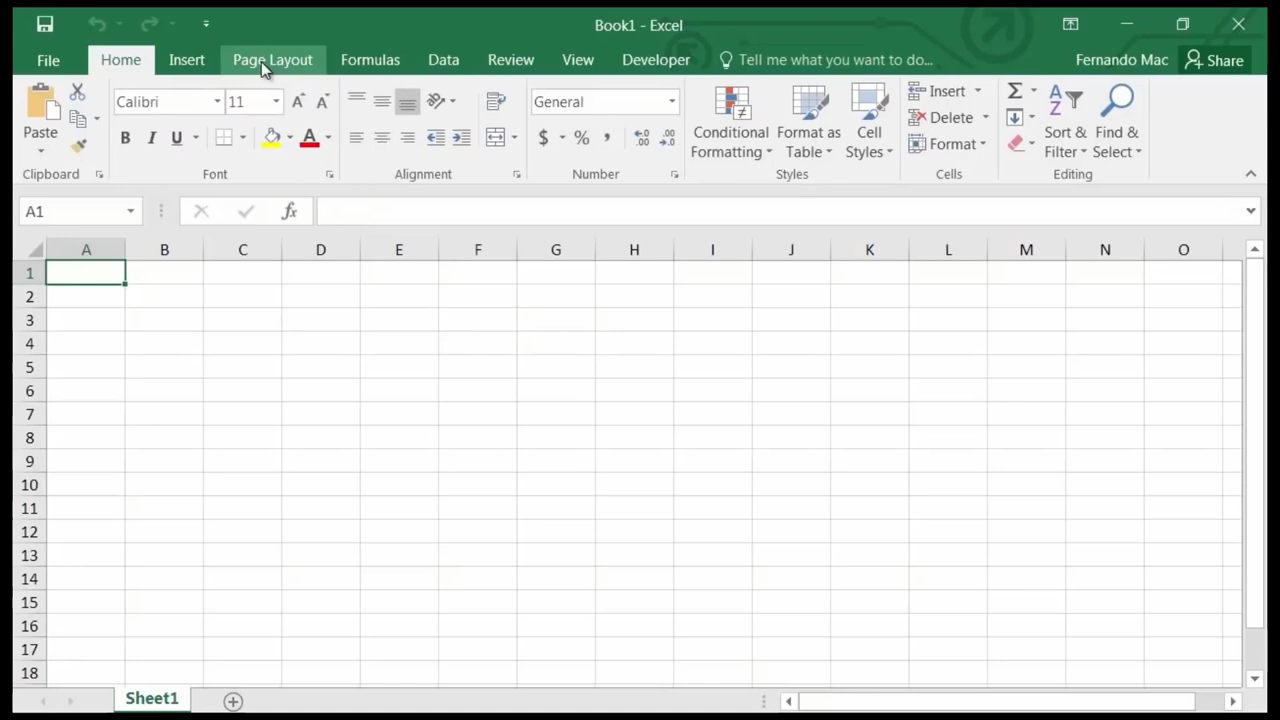 Book1 - Excel
File Home Insert Page Layout Formulas Data Review View Developer Tell me what you want to do... Fernando Mac Share
Calibri 11 General Insert
Paste Conditional Formatting Format as Table Cell Styles Delete Sort & Filter Find & Select
B I U A $ % , Format
Clipboard Font Alignment Number Styles Cells Editing
A1 fx
A B C D E F G H I J K L M N O
1
2
3
4
5
6
7
8
9
10
11
12
13
14
15
16
17
18
Sheet1